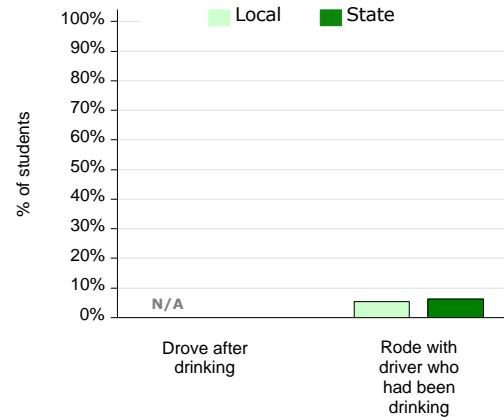 Local State
100%
90%
80%
70%
60%
50%
40%
30%
20%
10%
0%
% of students
N/A
Drove after
drinking
Rode with
driver who
had been
drinking